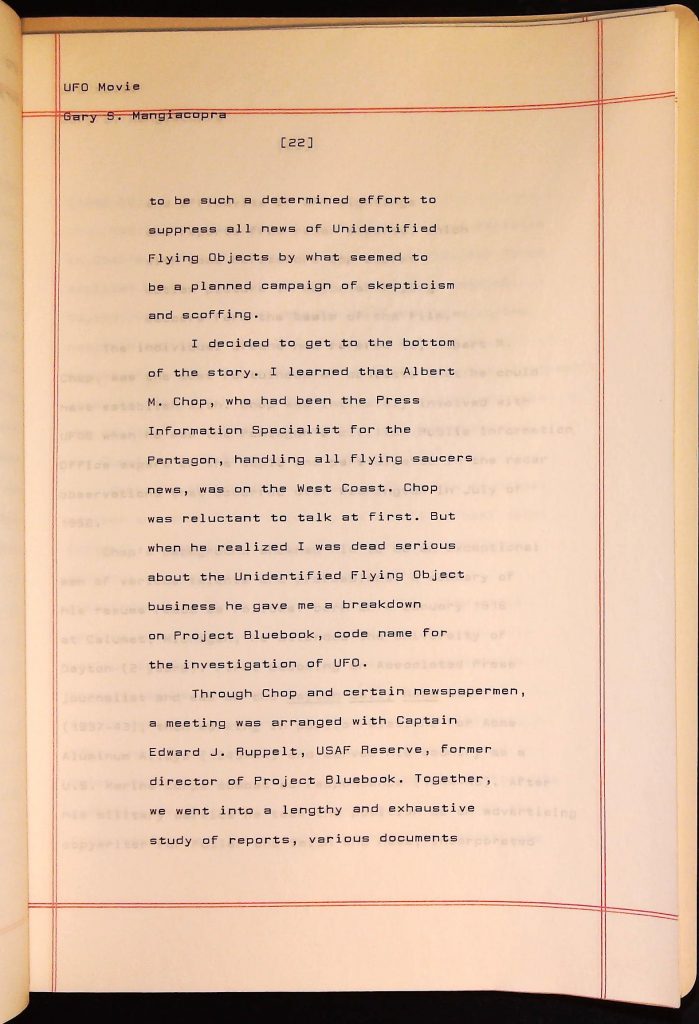 UFO Movie
Gary S. Mangiacopra
[22]
to be such a determined effort to
suppress all news of Unidentified
Flying Objects by what seemed to
be a planned campaign of skepticism
and scoffing.
I decided to get to the bottom
of the story. I learned that Albert
M. Chop, who had been the Press
Information Specialist for the
Pentagon, handling all flying saucers
news, was on the West Coast. Chop
was reluctant to talk at first. But
when he realized I was dead serious
about the Unidentified Flying Object
business he gave me a breakdown
on Project Bluebook, code name for
the investigation of UFO.
Through Chop and certain newspapermen,
a meeting was arranged with Captain
Edward J. Ruppelt, USAF Reserve, former
director of Project Bluebook. Together,
we went into a lengthy and exhaustive
study of reports, various documents